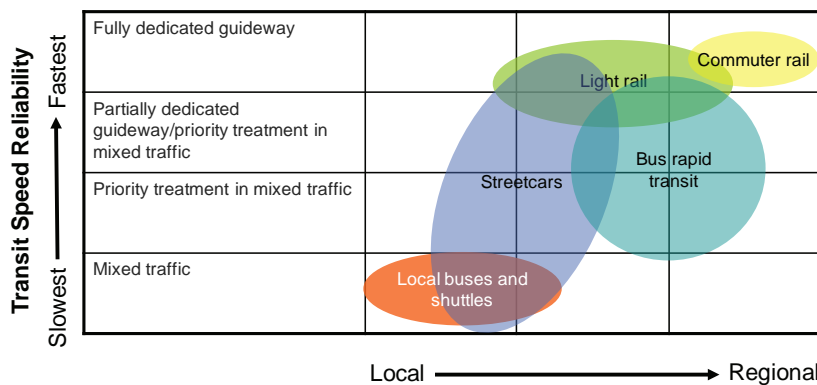 Transit Speed Reliability
Slowest
Fastest
Fully dedicated guideway
Partially dedicated
guideway/priority treatment in
mixed traffic
Priority treatment in mixed traffic
Mixed traffic
Commuter rail
Light rail
Bus rapid
transit
Streetcars
Local buses and
shuttles
Local
Regional